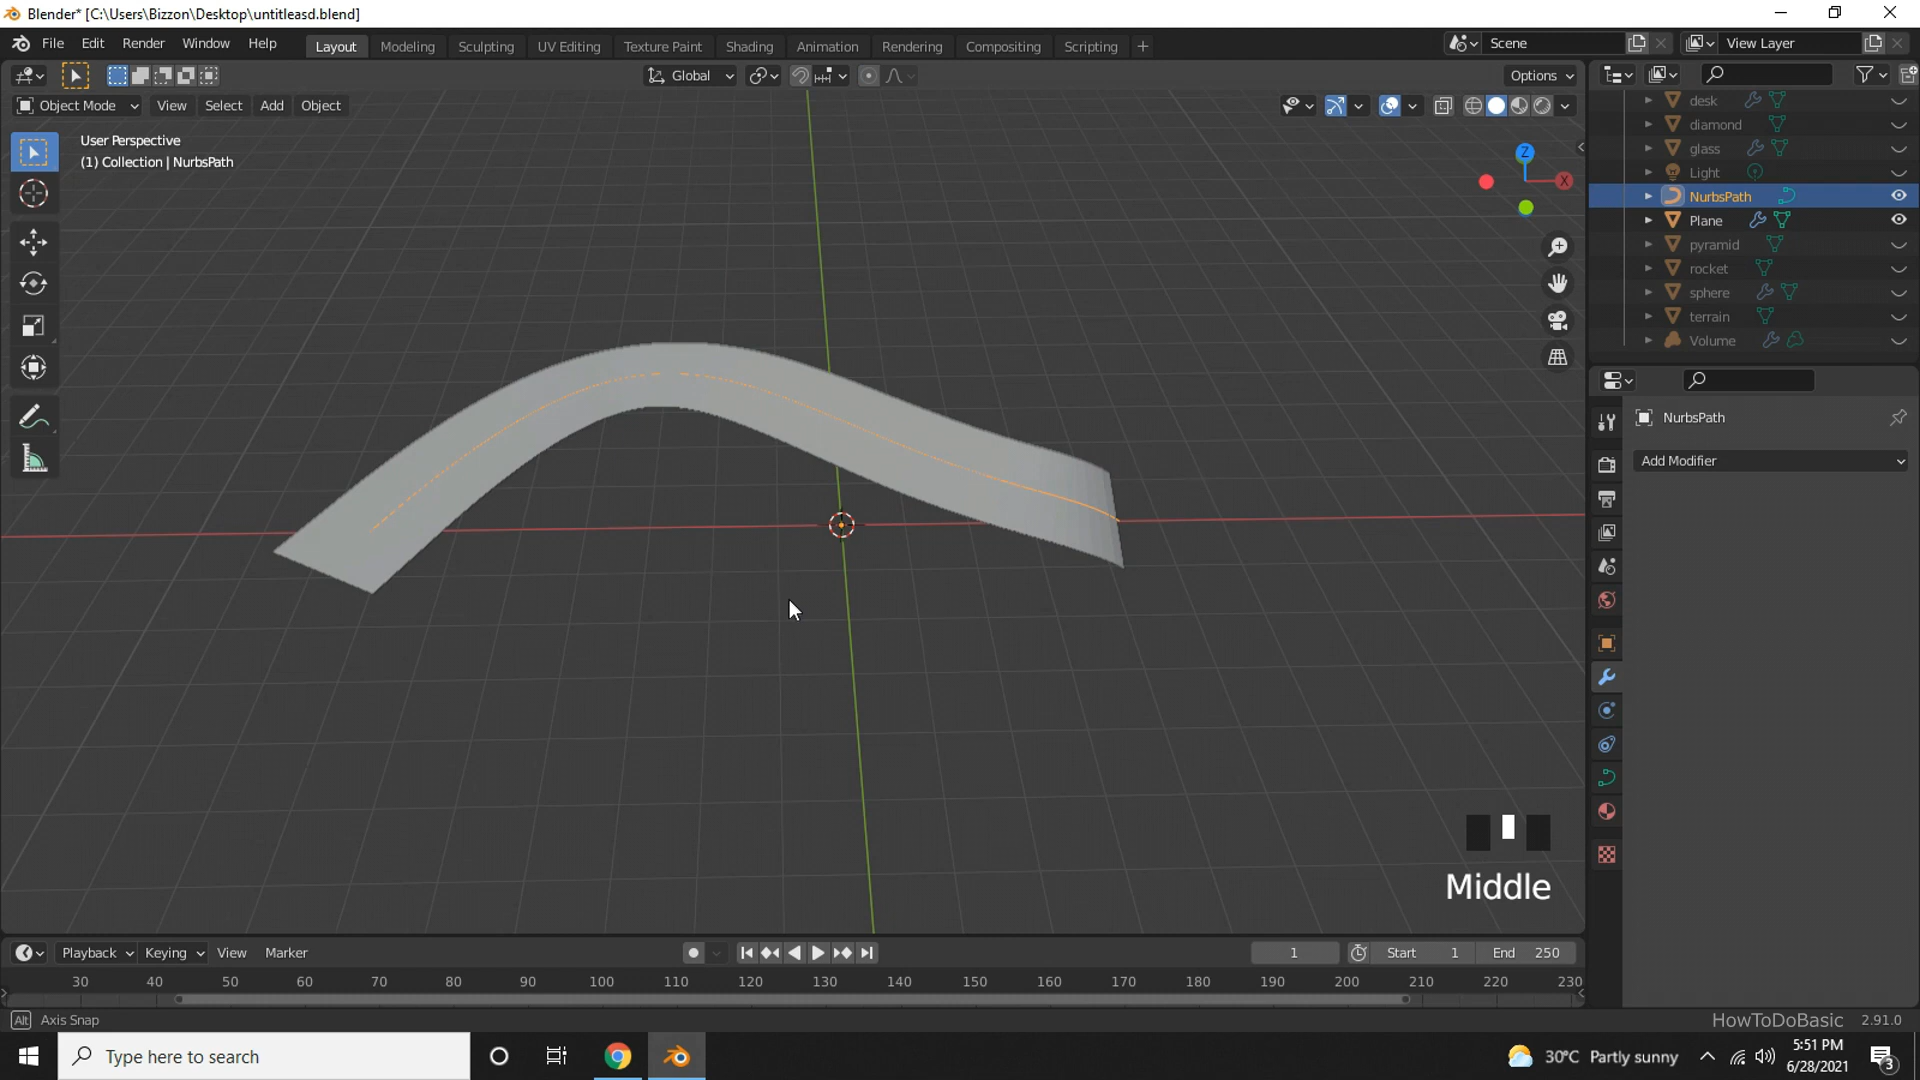 Blender* [C:\Users\Bizzon\Desktop\untitleasd.blend]
File Edit Render Window Help Layout Modeling Sculpting UV Editing Texture Paint Shading Animation Rendering Compositing Scripting + Scene View Layer
Global Options
Object Mode View Select Add Object
User Perspective
(1) Collection | NurbsPath
Z
X
desk
diamond
glass
Light
NurbsPath
Plane
pyramid
rocket
sphere
terrain
Volume
NurbsPath
Add Modifier
Middle
Playback Keying View Marker 1 Start 1 End 250
30 40 50 60 70 80 90 100 110 120 130 140 150 160 170 180 190 200 210 220 230
Alt Axis Snap HowToDoBasic 2.91.0
Type here to search 30°C Partly sunny 5:51 PM
6/28/2021 3